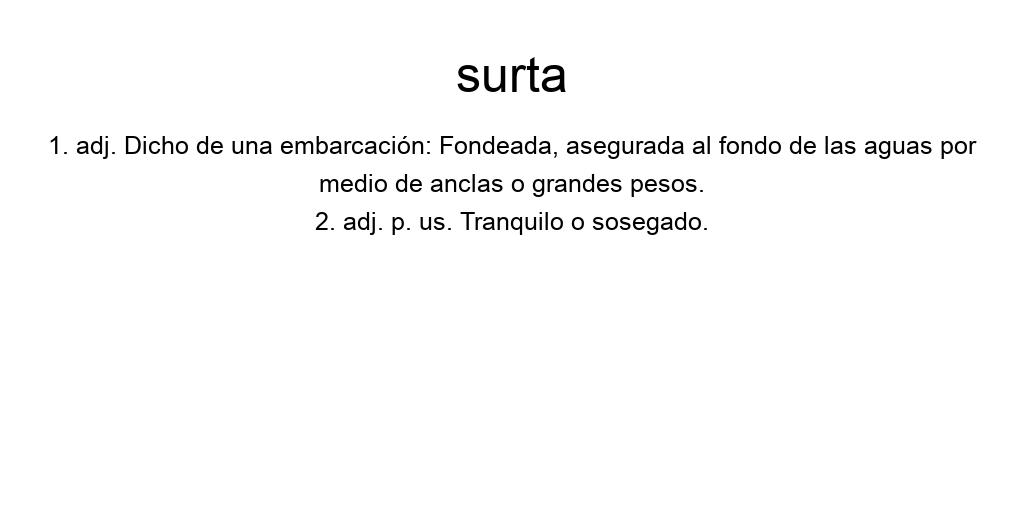 surta
1. adj. Dicho de una embarcación: Fondeada, asegurada al fondo de las aguas por
medio de anclas o grandes pesos.
2. adj. p. us. Tranquilo o sosegado.